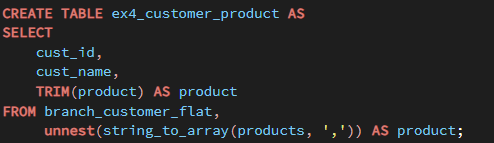 CREATE TABLE ex4_customer_product AS
SELECT
    cust_id,
    cust_name,
    TRIM(product) AS product
FROM branch_customer_flat,
     unnest(string_to_array(products, ',')) AS product;